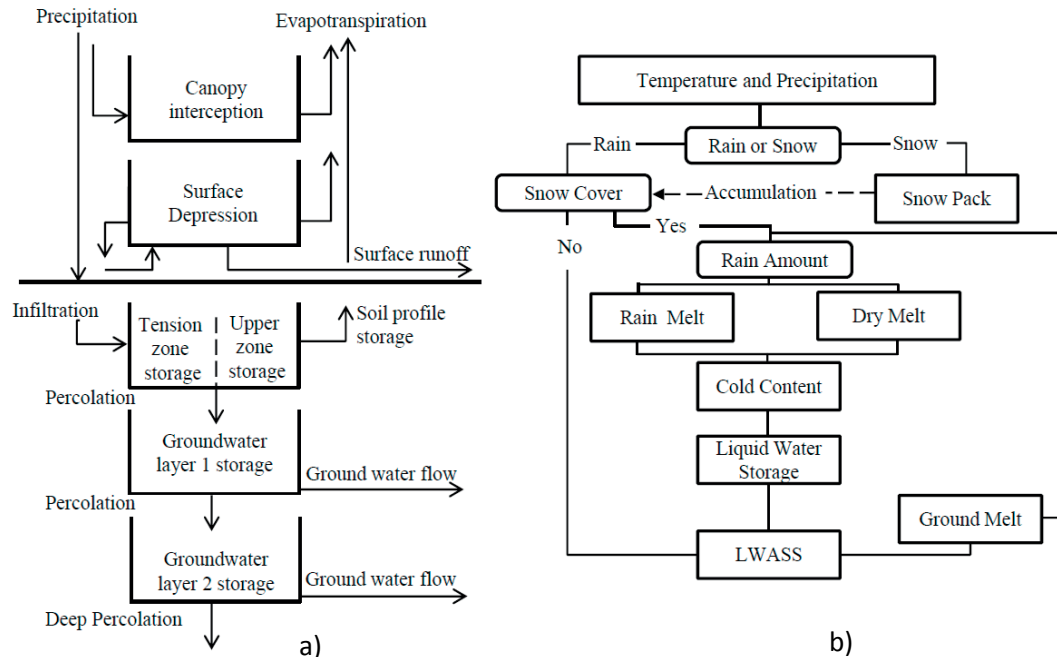 Precipitation
Evapotranspiration
Canopy
interception
Surface
Depression
Surface runoff
Infiltration
Tension
zone
storage
Upper
zone
storage
Soil profile
storage
Percolation
Groundwater
layer 1 storage
Ground water flow
Percolation
Groundwater
layer 2 storage
Ground water flow
Deep Percolation
a)
Temperature and Precipitation
Rain
Rain or Snow
Snow
Snow Cover
Accumulation
Snow Pack
No
Yes
Rain Amount
Rain Melt
Dry Melt
Cold Content
Liquid Water
Storage
Ground Melt
LWASS
b)